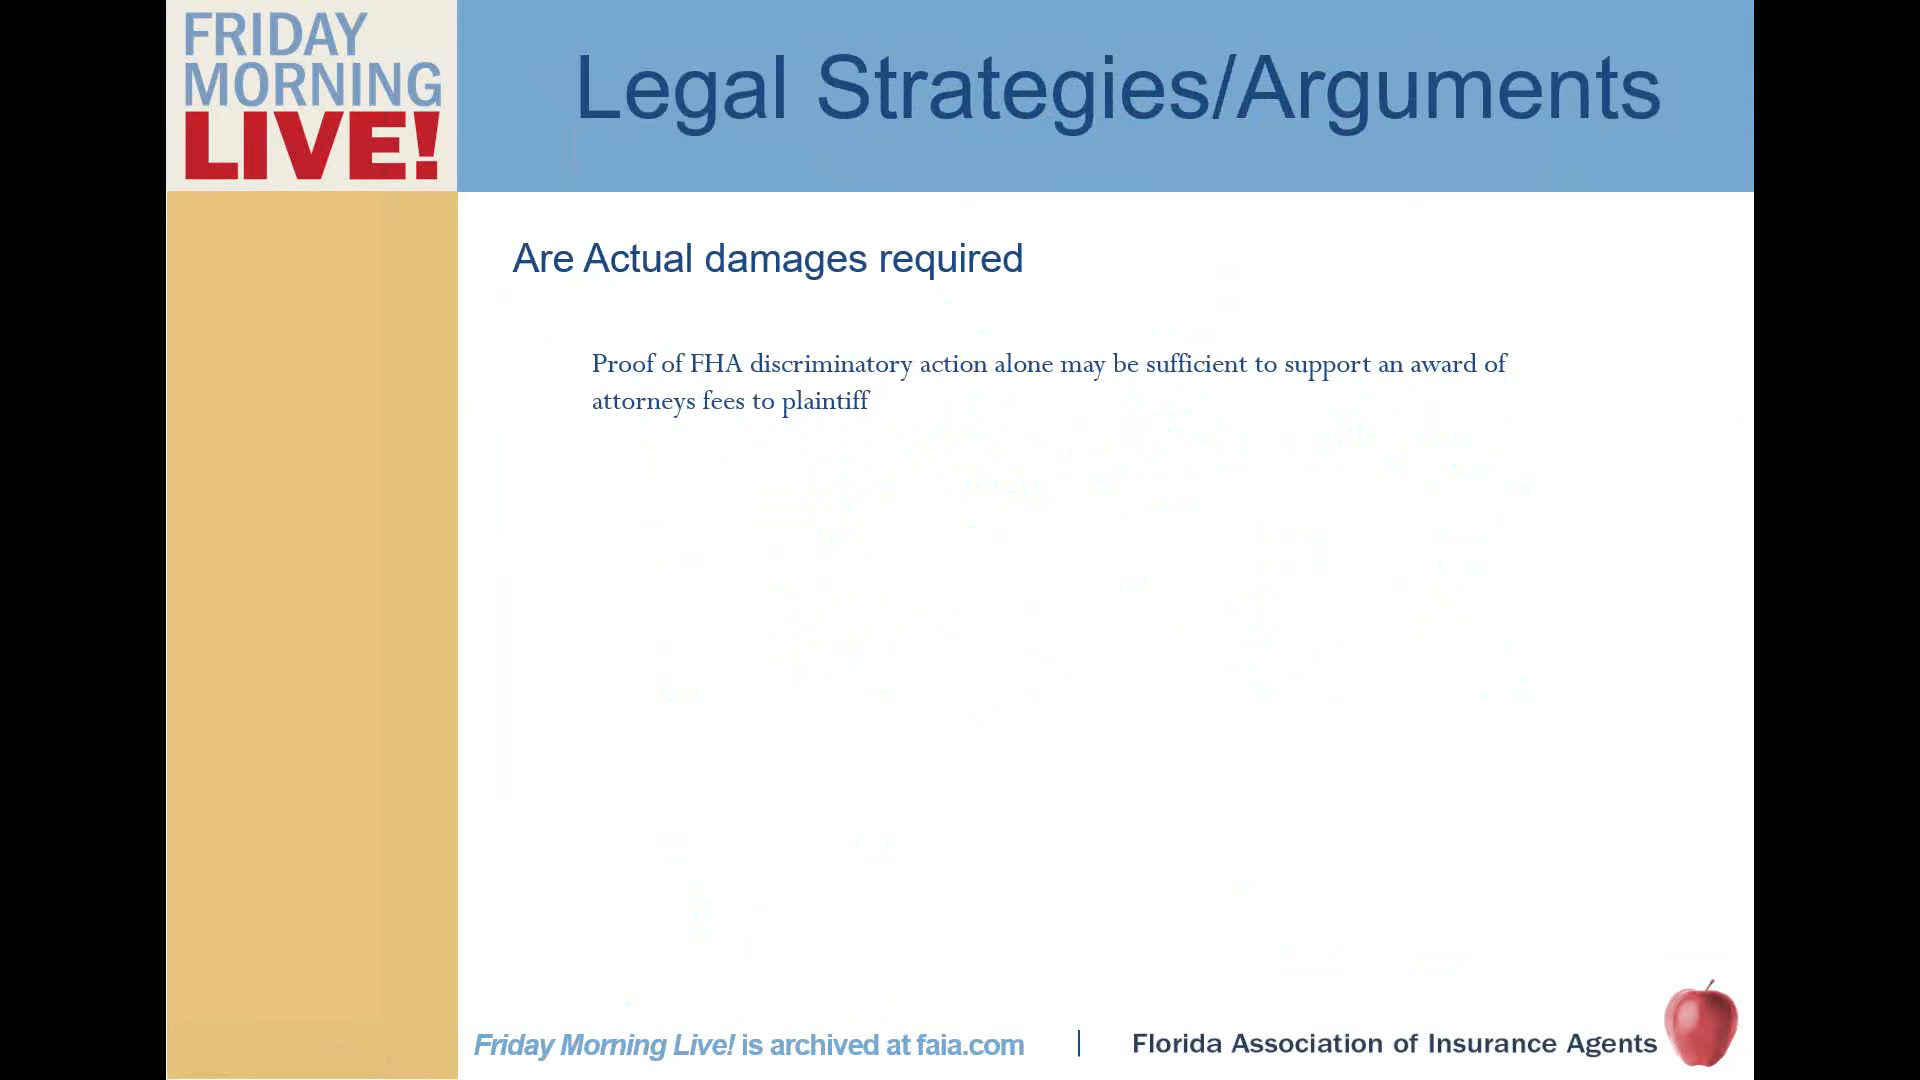 FRIDAY
MORNING
LIVE!
Legal Strategies/Arguments
Are Actual damages required
Proof of FHA discriminatory action alone may be sufficient to support an award of
attorneys fees to plaintiff
Friday Morning Live! is archived at faia.com | Florida Association of Insurance Agents